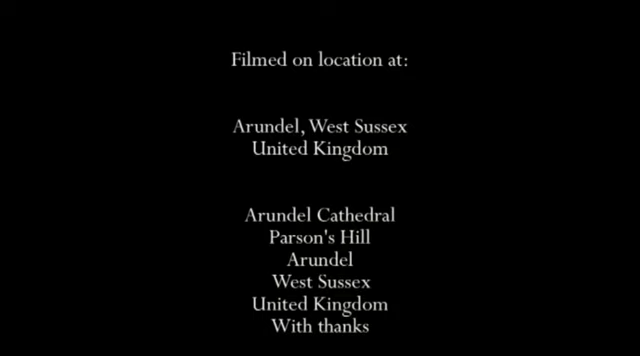 Filmed on location at:
Arundel, West Sussex
United Kingdom
Arundel Cathedral
Parson's Hill
Arundel
West Sussex
United Kingdom
With thanks